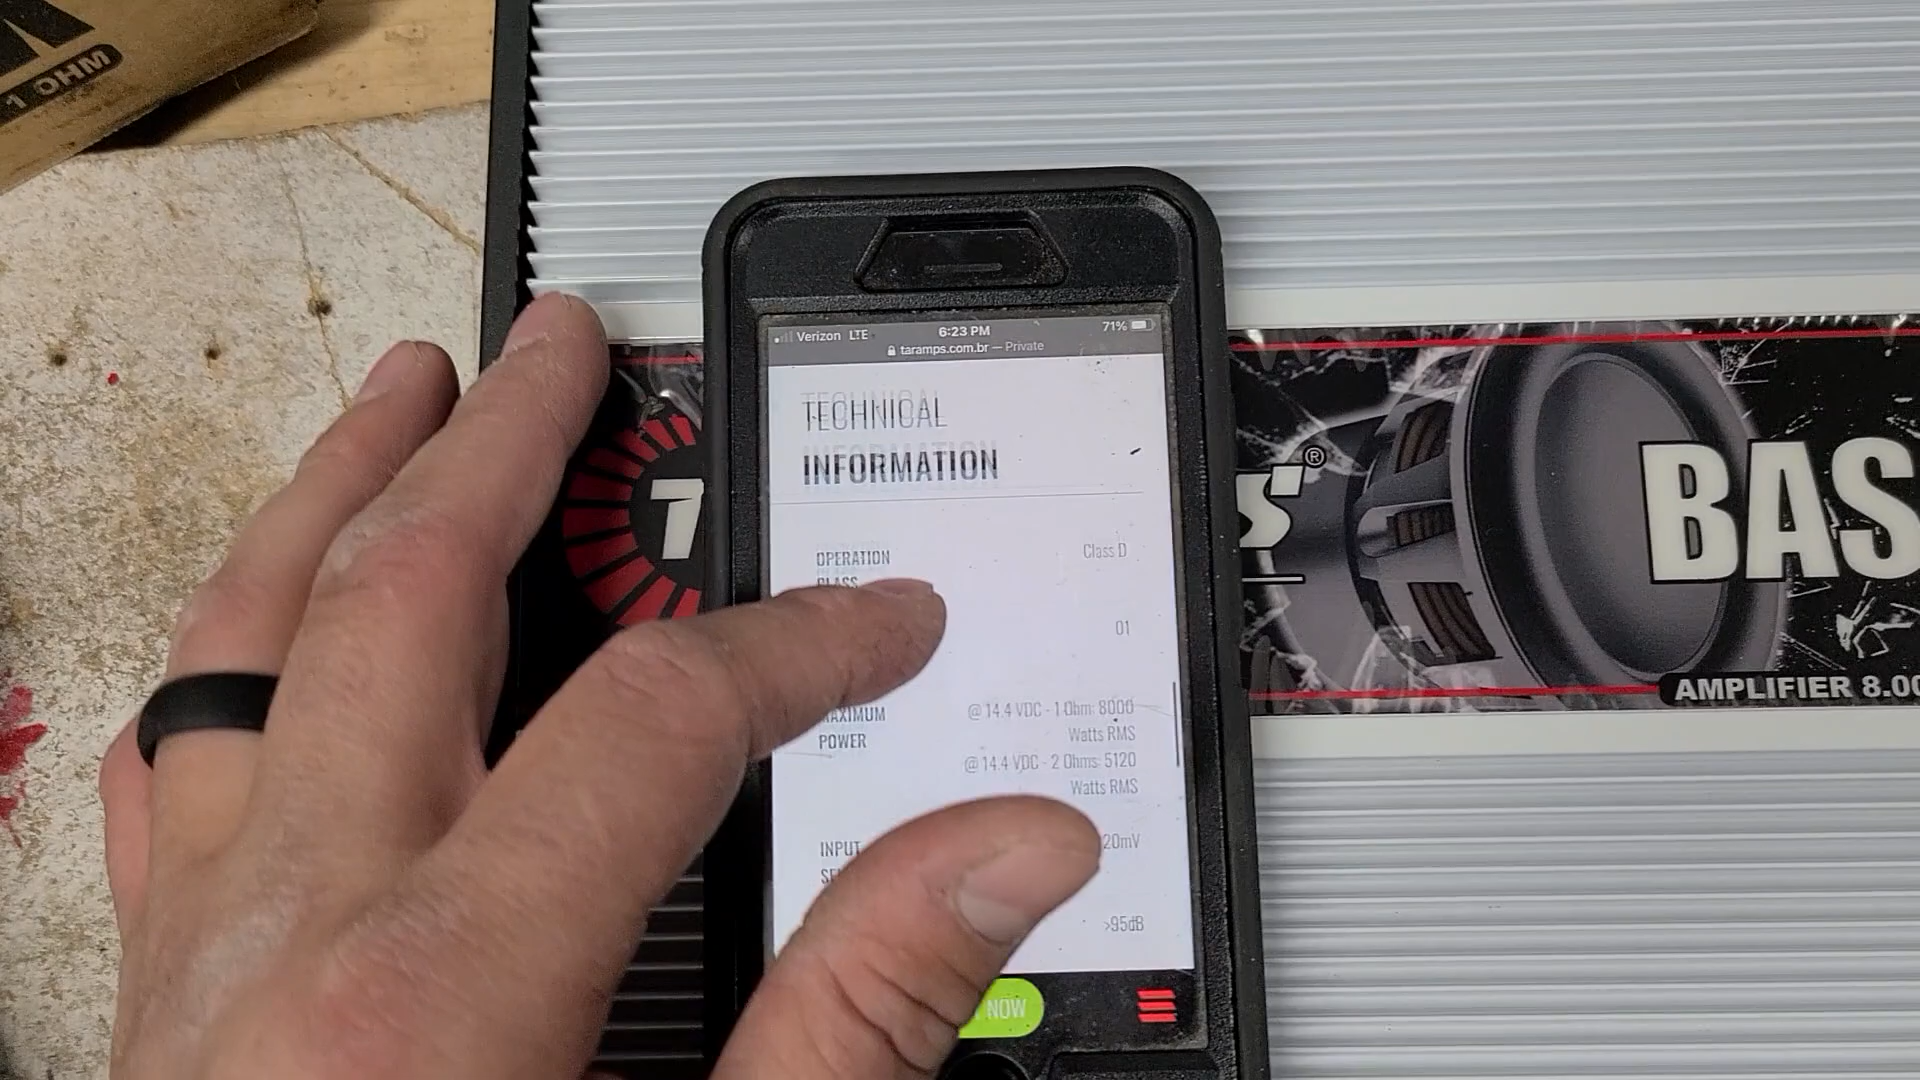 1 OHM
Verizon LTE 6:23 PM 71%
taramps.com.br — Private
TECHNICAL
INFORMATION
OPERATION Class D
CLASS
01
MAXIMUM @ 14.4 VDC - 1 Ohm: 8000
POWER Watts RMS
@ 14.4 VDC - 2 Ohms: 5120
Watts RMS
INPUT 20mV
>95dB
NOW
T
S®
BAS
AMPLIFIER 8.00